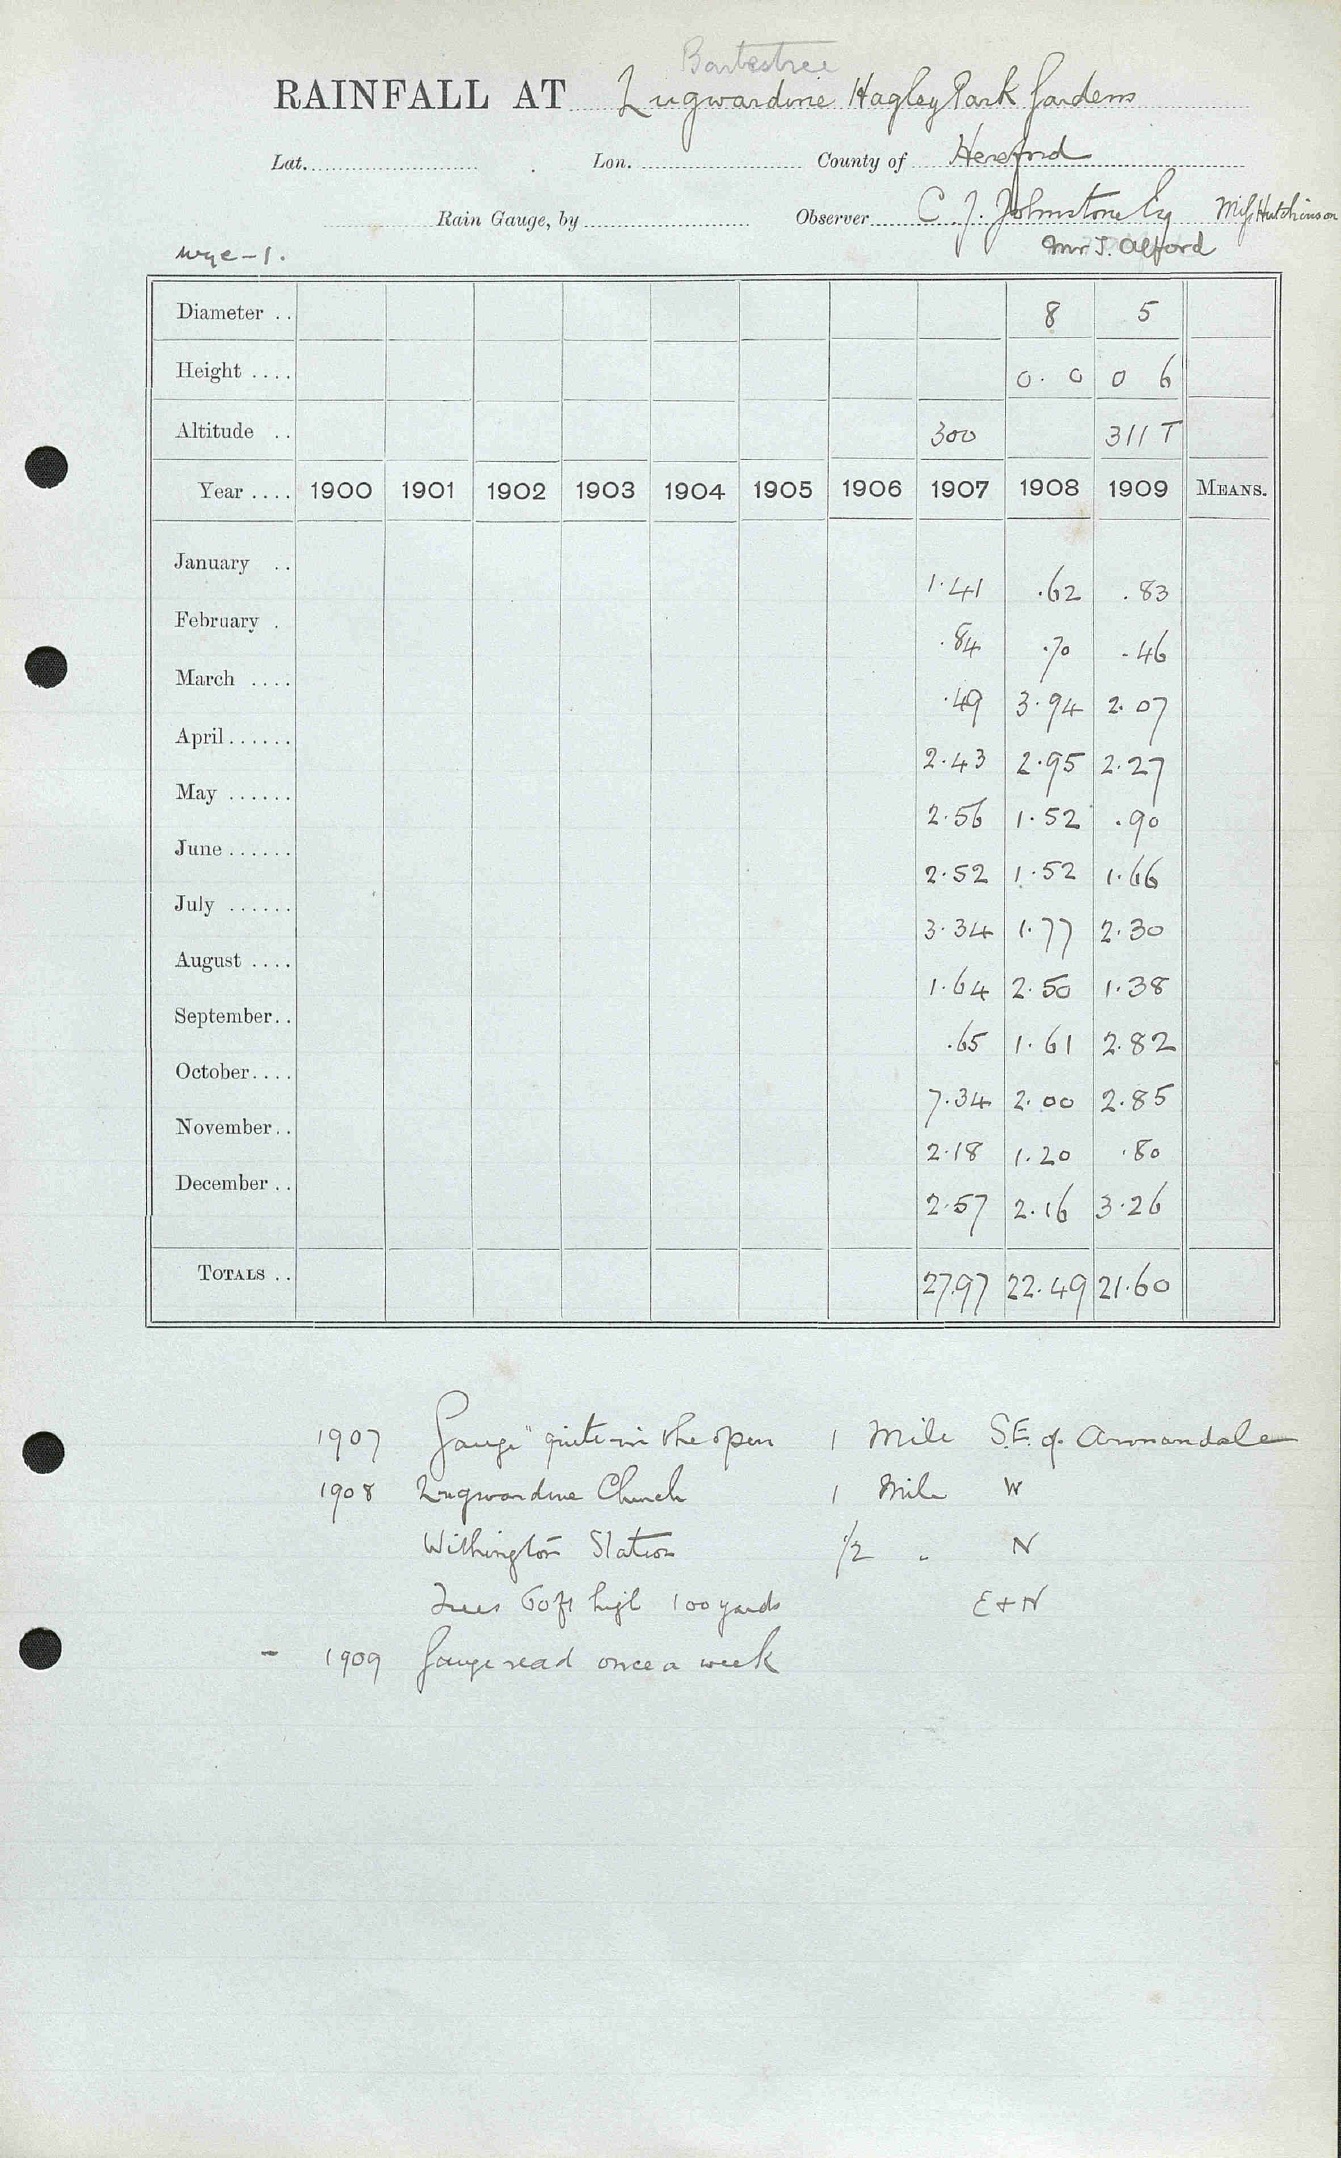 Bartestree
RAINFALL AT Lugwardine Hagley Park Gardens
Lat. Lon. County of Hereford
Rain Gauge, by Observer C. J. Johnstone Esq Miss Hutchinson
Wye - 1. Mr J. Alford
Diameter .. 8 5
Height .... 0. 0 0 6
Altitude .. 300 311 T
Year .... 1900 1901 1902 1903 1904 1905 1906 1907 1908 1909 MEANS.
January .. 1.41 .62 .83
February . .84 .70 .46
March .... .49 3.94 2.07
April ...... 2.43 2.95 2.27
May ...... 2.56 1.52 .90
June ...... 2.52 1.52 1.66
July ...... 3.34 1.77 2.30
August .... 1.64 2.50 1.38
September.. .65 1.61 2.82
October.... 7.34 2.00 2.85
November.. 2.18 1.20 .80
December .. 2.57 2.16 3.26
TOTALS .. 27.97 22.49 21.60
1907 Gauge "quite in the open 1 Mile S.E. of Annandale
1908 Lugwardine Church 1 Mile W
Withington Station 1/2 " N
Trees 60 ft high 100 yards E + N
- 1909 Gauge read once a week